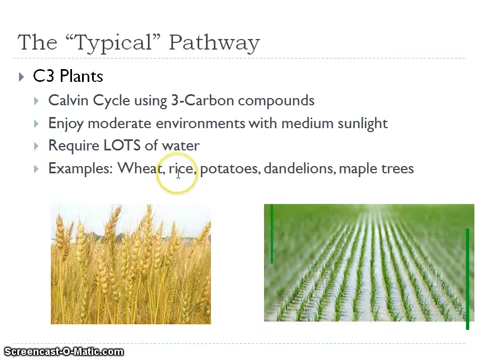 The “Typical” Pathway
C3 Plants
Calvin Cycle using 3-Carbon compounds
Enjoy moderate environments with medium sunlight
Require LOTS of water
Examples: Wheat, rice, potatoes, dandelions, maple trees
Screencast-O-Matic.com